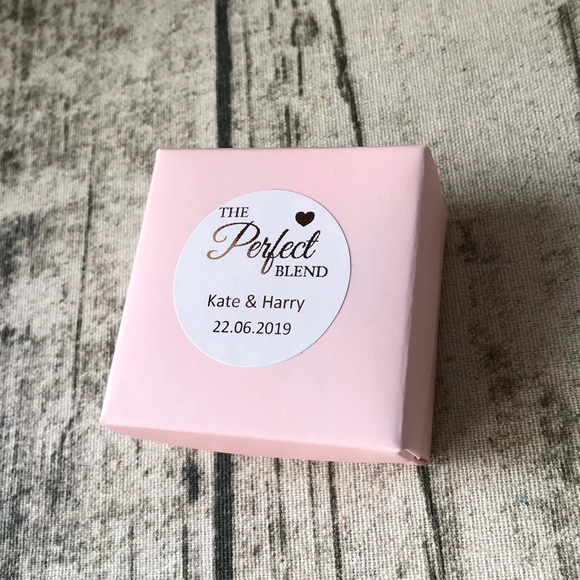 THE
Perfect
BLEND
Kate & Harry
22.06.2019